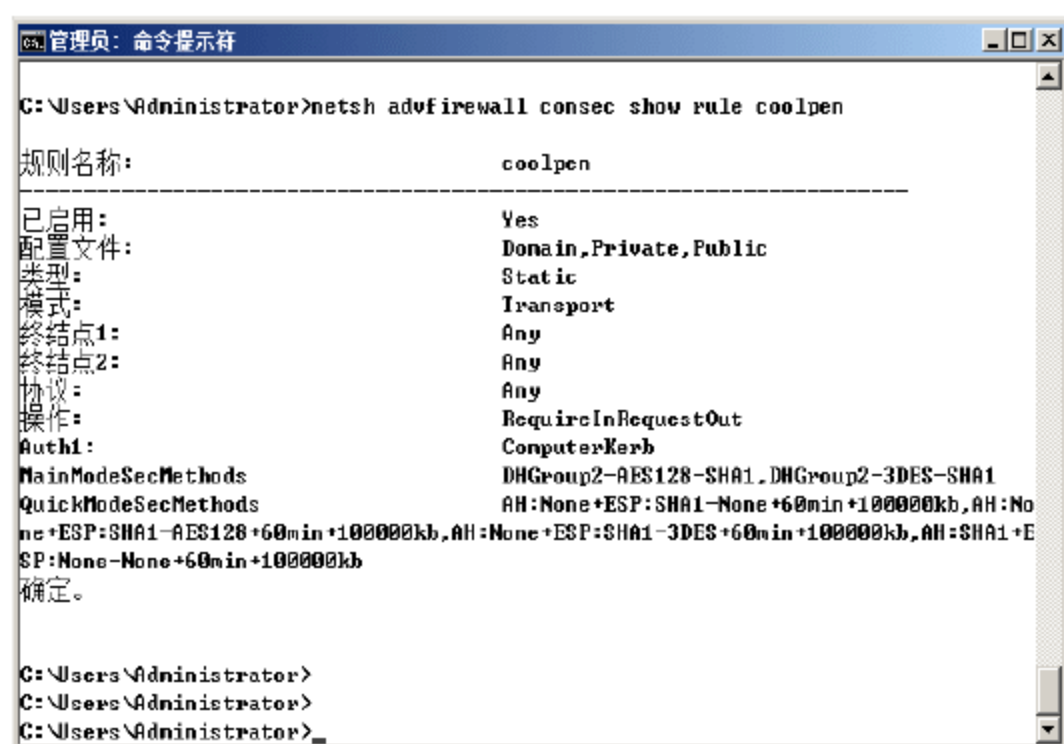 管理员: 命令提示符
C:\Users\Administrator>netsh advfirewall consec show rule coolpen
规则名称: coolpen
----------------------------------------------------------------------
已启用: Yes
配置文件: Domain,Private,Public
类型: Static
模式: Transport
终结点1: Any
终结点2: Any
协议: Any
操作: RequireInRequestOut
Auth1: ComputerKerb
MainModeSecMethods DHGroup2-AES128-SHA1,DHGroup2-3DES-SHA1
QuickModeSecMethods AH:None+ESP:SHA1-None+60min+100000kb,AH:No
ne+ESP:SHA1-AES128+60min+100000kb,AH:None+ESP:SHA1-3DES+60min+100000kb,AH:SHA1+E
SP:None-None+60min+100000kb
确定。
C:\Users\Administrator>
C:\Users\Administrator>
C:\Users\Administrator>_